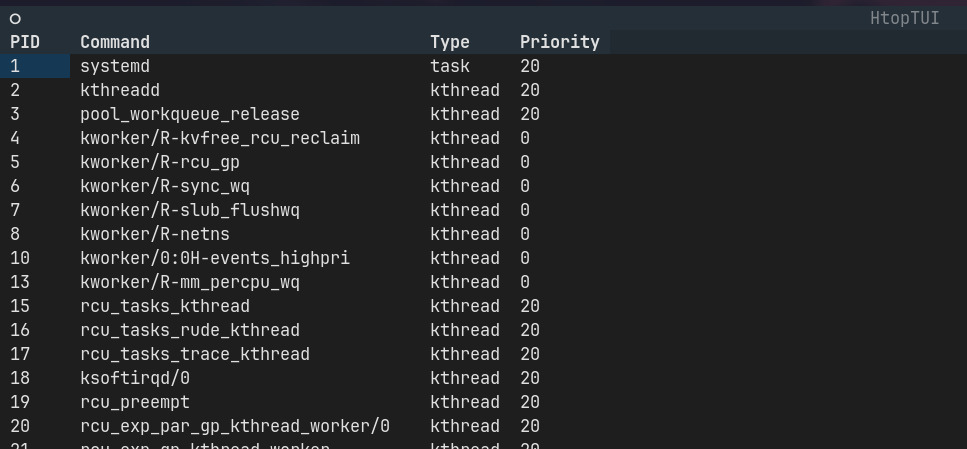 HtopTUI
PID Command Type Priority
1 systemd task 20
2 kthreadd kthread 20
3 pool_workqueue_release kthread 20
4 kworker/R-kvfree_rcu_reclaim kthread 0
5 kworker/R-rcu_gp kthread 0
6 kworker/R-sync_wq kthread 0
7 kworker/R-slub_flushwq kthread 0
8 kworker/R-netns kthread 0
10 kworker/0:0H-events_highpri kthread 0
13 kworker/R-mm_percpu_wq kthread 0
15 rcu_tasks_kthread kthread 20
16 rcu_tasks_rude_kthread kthread 20
17 rcu_tasks_trace_kthread kthread 20
18 ksoftirqd/0 kthread 20
19 rcu_preempt kthread 20
20 rcu_exp_par_gp_kthread_worker/0 kthread 20
21 rcu_exp_gp_kthread_worker kthread 20